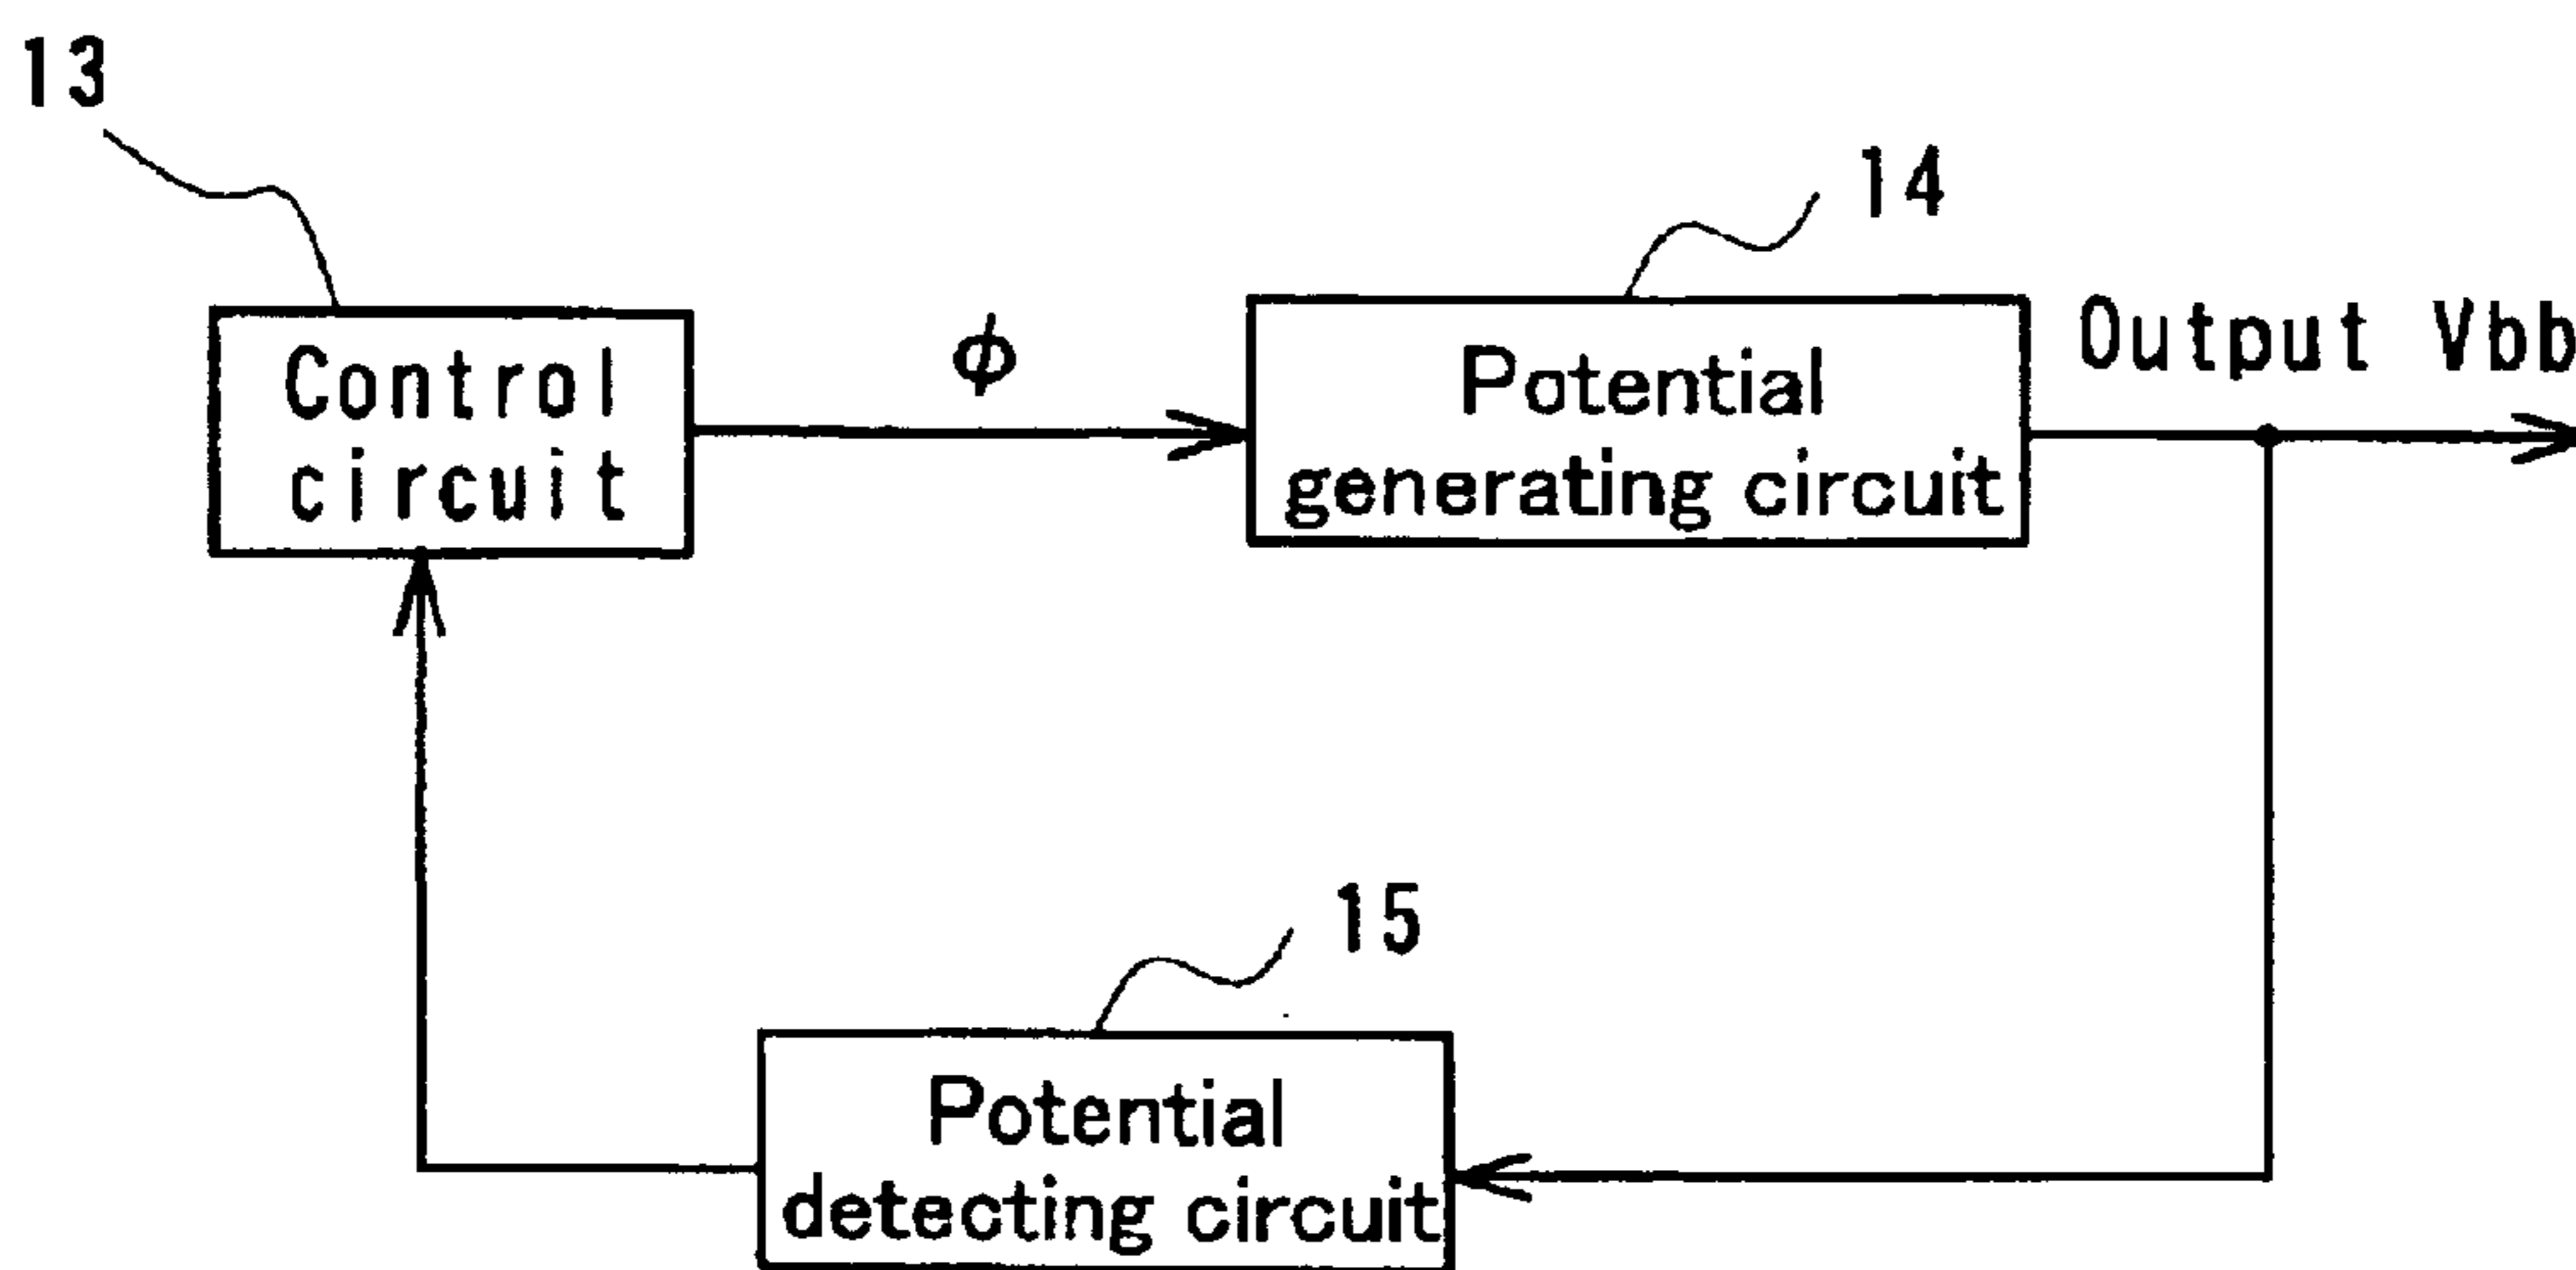 13
14
Control
circuit
ϕ
Potential
generating circuit
Output Vbb
15
Potential
detecting circuit